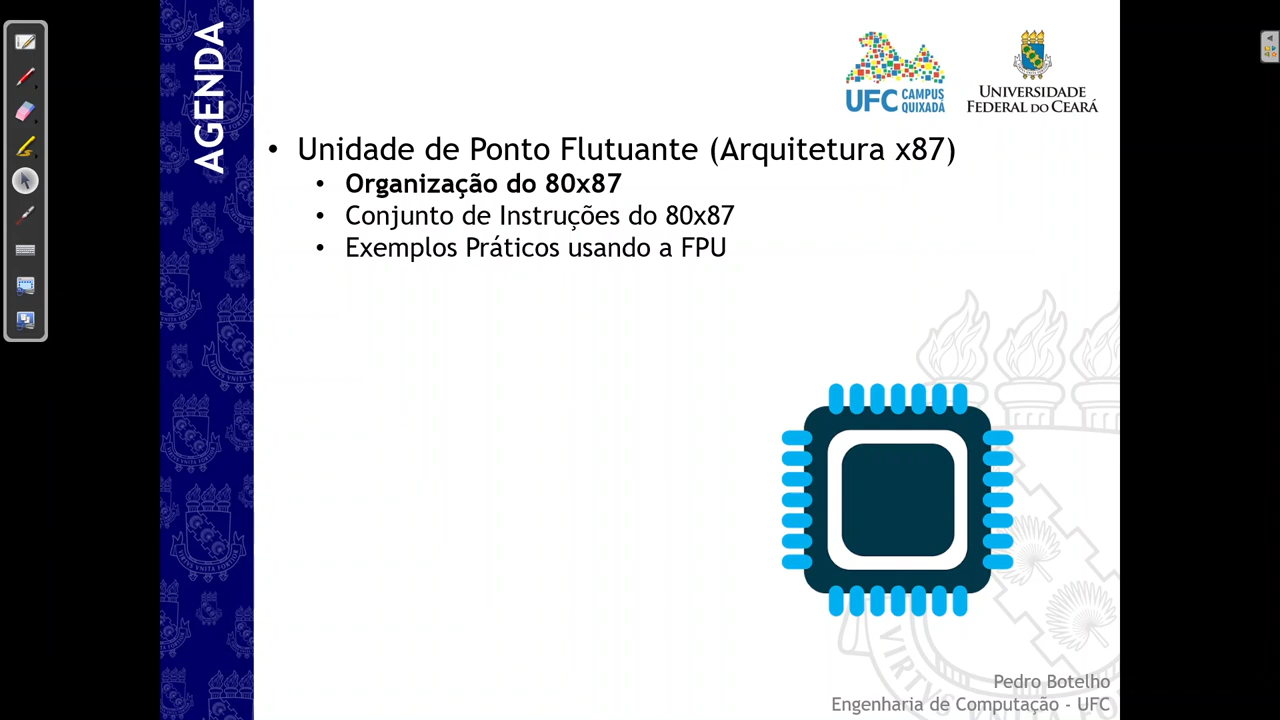 AGENDA
UFC CAMPUS QUIXADÁ
UNIVERSIDADE
FEDERAL DO CEARÁ
• Unidade de Ponto Flutuante (Arquitetura x87)
• Organização do 80x87
• Conjunto de Instruções do 80x87
• Exemplos Práticos usando a FPU
Pedro Botelho
Engenharia de Computação - UFC